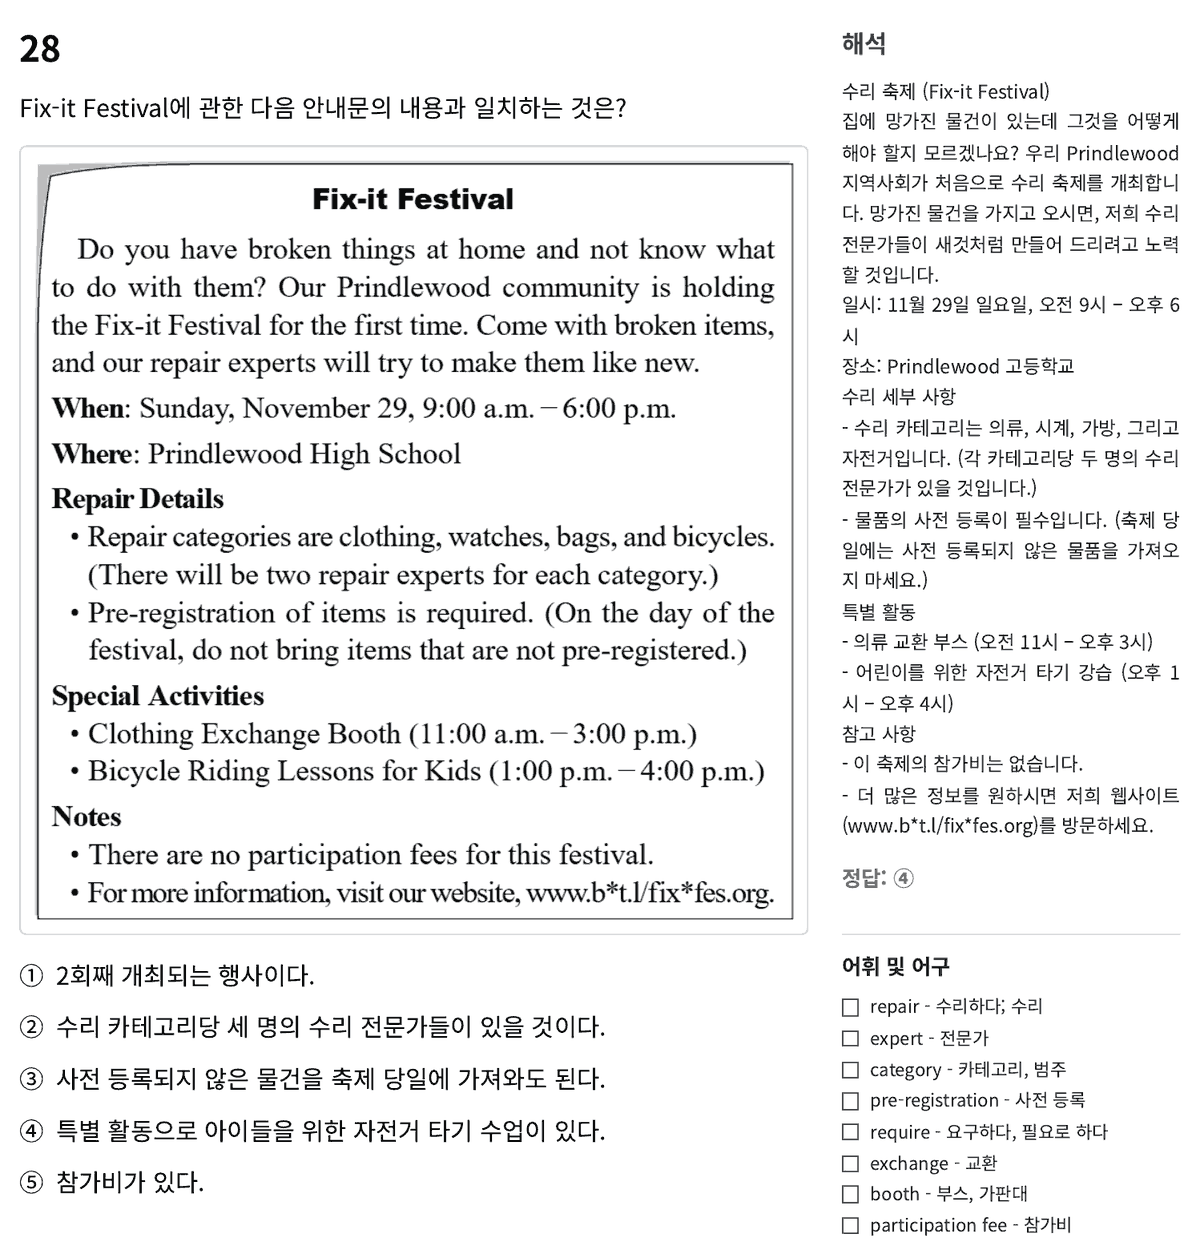 28
Fix-it Festival에 관한 다음 안내문의 내용과 일치하는 것은?
Fix-it Festival
Do you have broken things at home and not know what
to do with them? Our Prindlewood community is holding
the Fix-it Festival for the first time. Come with broken items,
and our repair experts will try to make them like new.
When: Sunday, November 29, 9:00 a.m. – 6:00 p.m.
Where: Prindlewood High School
Repair Details
• Repair categories are clothing, watches, bags, and bicycles.
(There will be two repair experts for each category.)
• Pre-registration of items is required. (On the day of the
festival, do not bring items that are not pre-registered.)
Special Activities
• Clothing Exchange Booth (11:00 a.m. – 3:00 p.m.)
• Bicycle Riding Lessons for Kids (1:00 p.m. – 4:00 p.m.)
Notes
• There are no participation fees for this festival.
• For more information, visit our website, www.b*t.l/fix*fes.org.
① 2회째 개최되는 행사이다.
② 수리 카테고리당 세 명의 수리 전문가들이 있을 것이다.
③ 사전 등록되지 않은 물건을 축제 당일에 가져와도 된다.
④ 특별 활동으로 아이들을 위한 자전거 타기 수업이 있다.
⑤ 참가비가 있다.
해석
수리 축제 (Fix-it Festival)
집에 망가진 물건이 있는데 그것을 어떻게
해야 할지 모르겠나요? 우리 Prindlewood
지역사회가 처음으로 수리 축제를 개최합니
다. 망가진 물건을 가지고 오시면, 저희 수리
전문가들이 새것처럼 만들어 드리려고 노력
할 것입니다.
일시: 11월 29일 일요일, 오전 9시 – 오후 6
시
장소: Prindlewood 고등학교
수리 세부 사항
- 수리 카테고리는 의류, 시계, 가방, 그리고
자전거입니다. (각 카테고리당 두 명의 수리
전문가가 있을 것입니다.)
- 물품의 사전 등록이 필수입니다. (축제 당
일에는 사전 등록되지 않은 물품을 가져오
지 마세요.)
특별 활동
- 의류 교환 부스 (오전 11시 – 오후 3시)
- 어린이를 위한 자전거 타기 강습 (오후 1
시 – 오후 4시)
참고 사항
- 이 축제의 참가비는 없습니다.
- 더 많은 정보를 원하시면 저희 웹사이트
(www.b*t.l/fix*fes.org)를 방문하세요.
정답: ④
어휘 및 어구
□ repair - 수리하다; 수리
□ expert - 전문가
□ category - 카테고리, 범주
□ pre-registration - 사전 등록
□ require - 요구하다, 필요로 하다
□ exchange - 교환
□ booth - 부스, 가판대
□ participation fee - 참가비